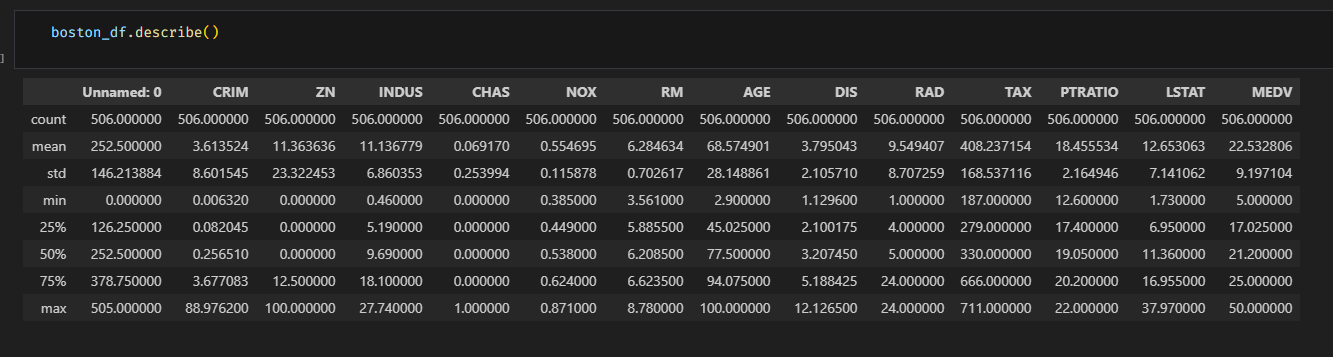 boston_df.describe()
]
Unnamed: 0 CRIM ZN INDUS CHAS NOX RM AGE DIS RAD TAX PTRATIO LSTAT MEDV
count 506.000000 506.000000 506.000000 506.000000 506.000000 506.000000 506.000000 506.000000 506.000000 506.000000 506.000000 506.000000 506.000000 506.000000
mean 252.500000 3.613524 11.363636 11.136779 0.069170 0.554695 6.284634 68.574901 3.795043 9.549407 408.237154 18.455534 12.653063 22.532806
std 146.213884 8.601545 23.322453 6.860353 0.253994 0.115878 0.702617 28.148861 2.105710 8.707259 168.537116 2.164946 7.141062 9.197104
min 0.000000 0.006320 0.000000 0.460000 0.000000 0.385000 3.561000 2.900000 1.129600 1.000000 187.000000 12.600000 1.730000 5.000000
25% 126.250000 0.082045 0.000000 5.190000 0.000000 0.449000 5.885500 45.025000 2.100175 4.000000 279.000000 17.400000 6.950000 17.025000
50% 252.500000 0.256510 0.000000 9.690000 0.000000 0.538000 6.208500 77.500000 3.207450 5.000000 330.000000 19.050000 11.360000 21.200000
75% 378.750000 3.677083 12.500000 18.100000 0.000000 0.624000 6.623500 94.075000 5.188425 24.000000 666.000000 20.200000 16.955000 25.000000
max 505.000000 88.976200 100.000000 27.740000 1.000000 0.871000 8.780000 100.000000 12.126500 24.000000 711.000000 22.000000 37.970000 50.000000